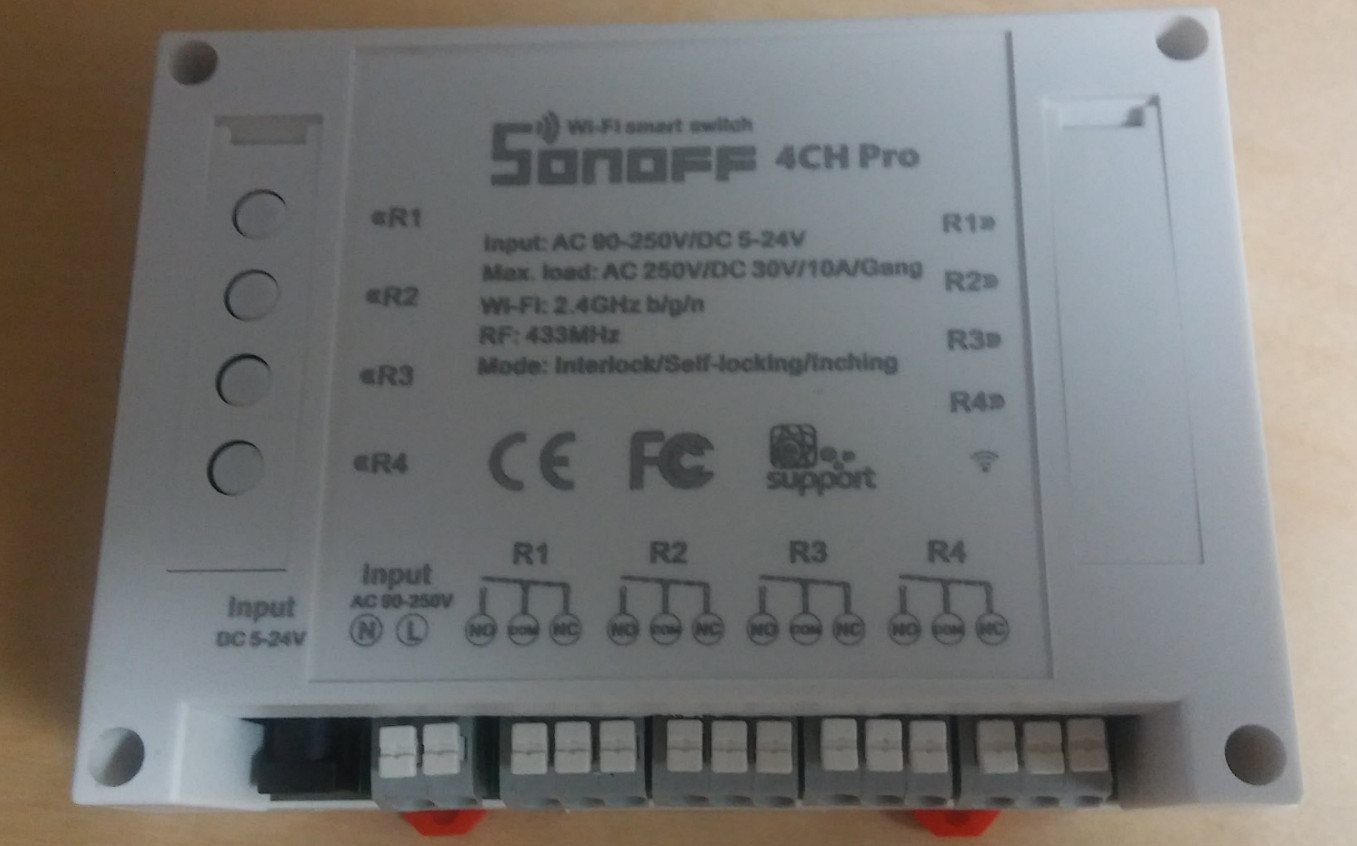 Wi-Fi smart switch
SONOFF 4CH Pro
«R1
«R2
«R3
«R4
Input: AC 90-250V/DC 5-24V
Max. load: AC 250V/DC 30V/10A/Gang
Wi-Fi: 2.4GHz b/g/n
RF: 433MHz
Mode: Interlock/Self-locking/Inching
R1»
R2»
R3»
R4»
CE FC support
Input
DC 5-24V
Input
AC 90-250V
N L
R1 R2 R3 R4
NO COM NC NO COM NC NO COM NC NO COM NC